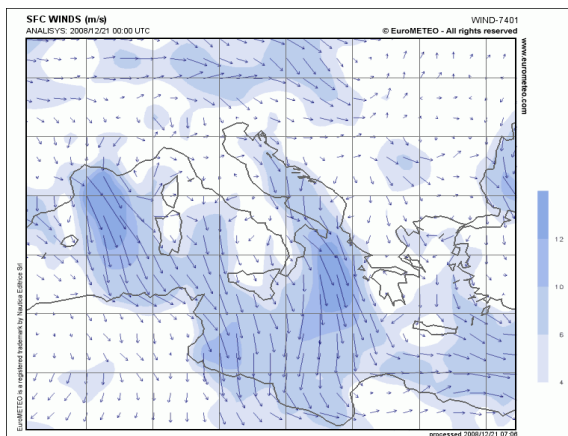 SFC WINDS (m/s)
WIND-7401
ANALISYS: 2008/12/21 00:00 UTC
© EuroMETEO - All rights reserved
www.eurometeo.com
12
10
6
4
EuroMETEO is a registered trademark by Nautica Editrice Srl
processed 2008/12/21 07:06